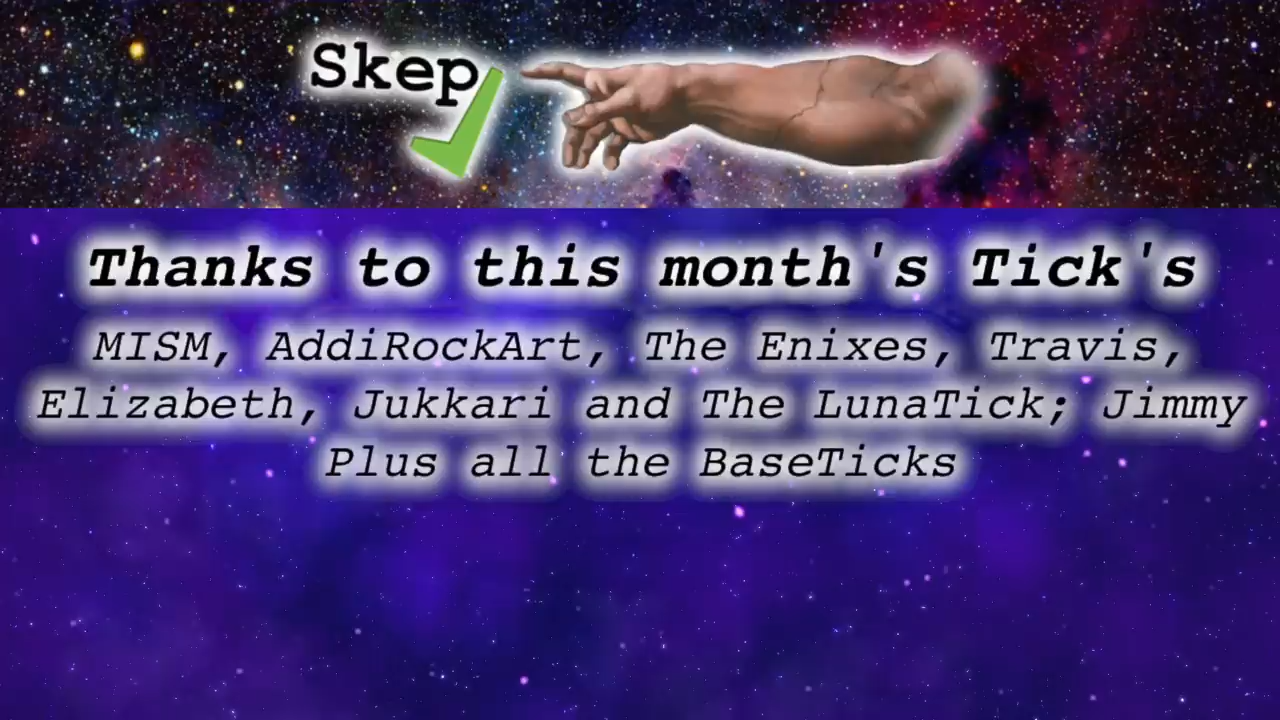 Skep
Thanks to this month's Tick's
MISM, AddiRockArt, The Enixes, Travis,
Elizabeth, Jukkari and The LunaTick; Jimmy
Plus all the BaseTicks